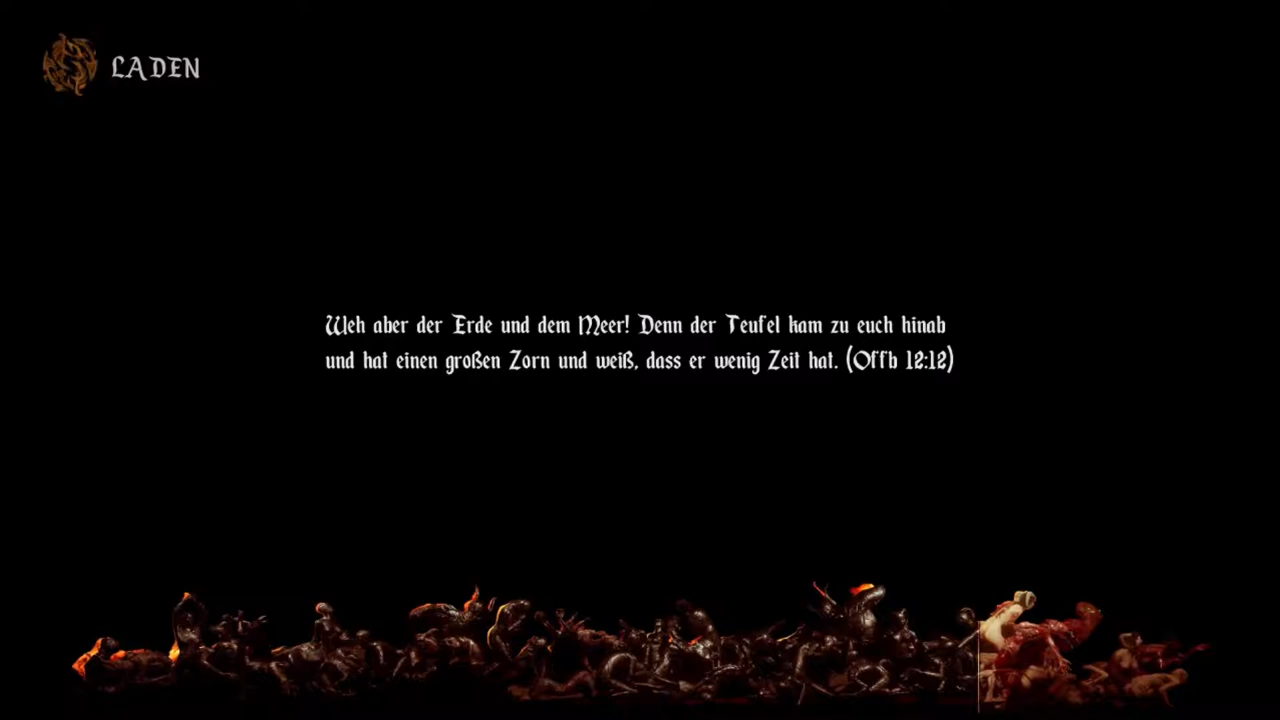 LADEN
Weh aber der Erde und dem Meer! Denn der Teufel kam zu euch hinab
und hat einen großen Zorn und weiß, dass er wenig Zeit hat. (Offb 12:12)